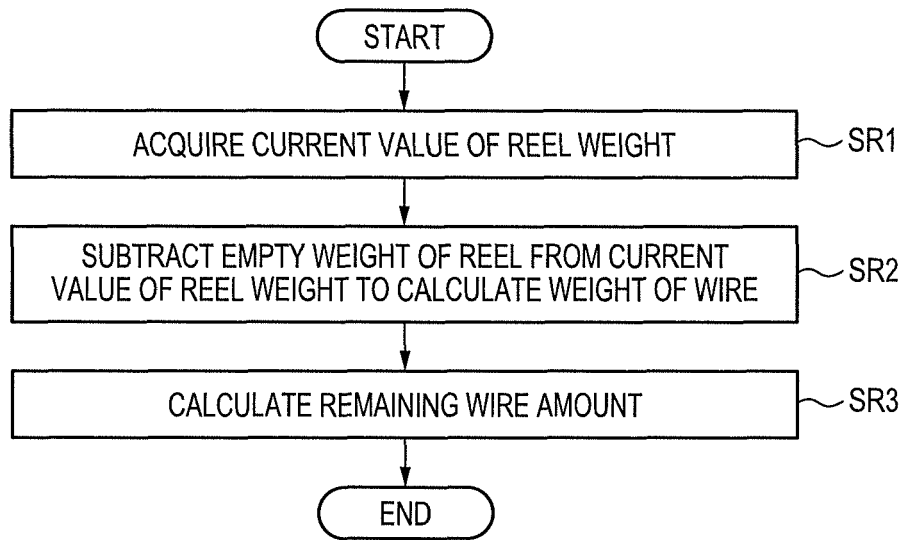 START
ACQUIRE CURRENT VALUE OF REEL WEIGHT
SR1
SUBTRACT EMPTY WEIGHT OF REEL FROM CURRENT
VALUE OF REEL WEIGHT TO CALCULATE WEIGHT OF WIRE
SR2
CALCULATE REMAINING WIRE AMOUNT
SR3
END